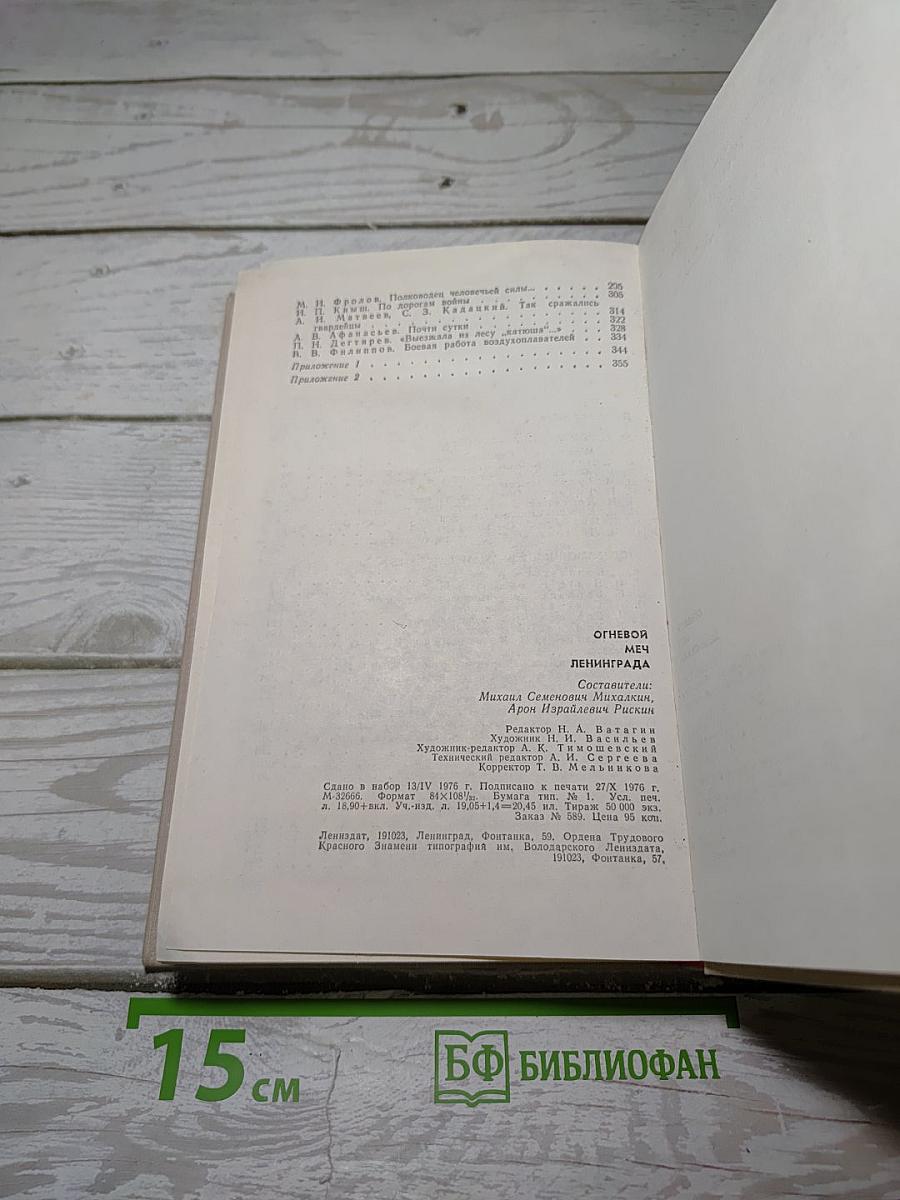 М. И. Фролов. Полководец человечьей силы... . . . . . 295
И. П. Кныш. По дорогам войны . . . . . . . 305
А. И. Матвеев, С. З. Кадацкий. Так сражались
гвардейцы . . . . . . . . . . . . . . 314
А. В. Афанасьев. Почти сутки . . . . . . . . 322
П. Н. Дегтярев. «Выезжала из лесу „катюша“...» . . . 328
В. В. Филиппов. Боевая работа воздухоплавателей . . 334
Приложение 1 . . . . . . . . . . . . . . . 344
Приложение 2 . . . . . . . . . . . . . . . 355
ОГНЕВОЙ
МЕЧ
ЛЕНИНГРАДА
Составители:
Михаил Семенович Михалкин,
Арон Израйлевич Рискин
Редактор Н. А. Ватагин
Художник Н. И. Васильев
Художник-редактор А. К. Тимошевский
Технический редактор А. И. Сергеева
Корректор Т. В. Мельникова
Сдано в набор 13/IV 1976 г. Подписано к печати 27/X 1976 г.
М-32666. Формат 84×108¹/₃₂. Бумага тип. № 1. Усл. печ.
л. 18,90+вкл. Уч.-изд. л. 19,05+1,4=20,45 ил. Тираж 50 000 экз.
Заказ № 589. Цена 95 коп.
Лениздат, 191023, Ленинград, Фонтанка, 59. Ордена Трудового
Красного Знамени типографий им. Володарского Лениздата,
191023, Фонтанка, 57.
15 см
БФ БИБЛИОФАН